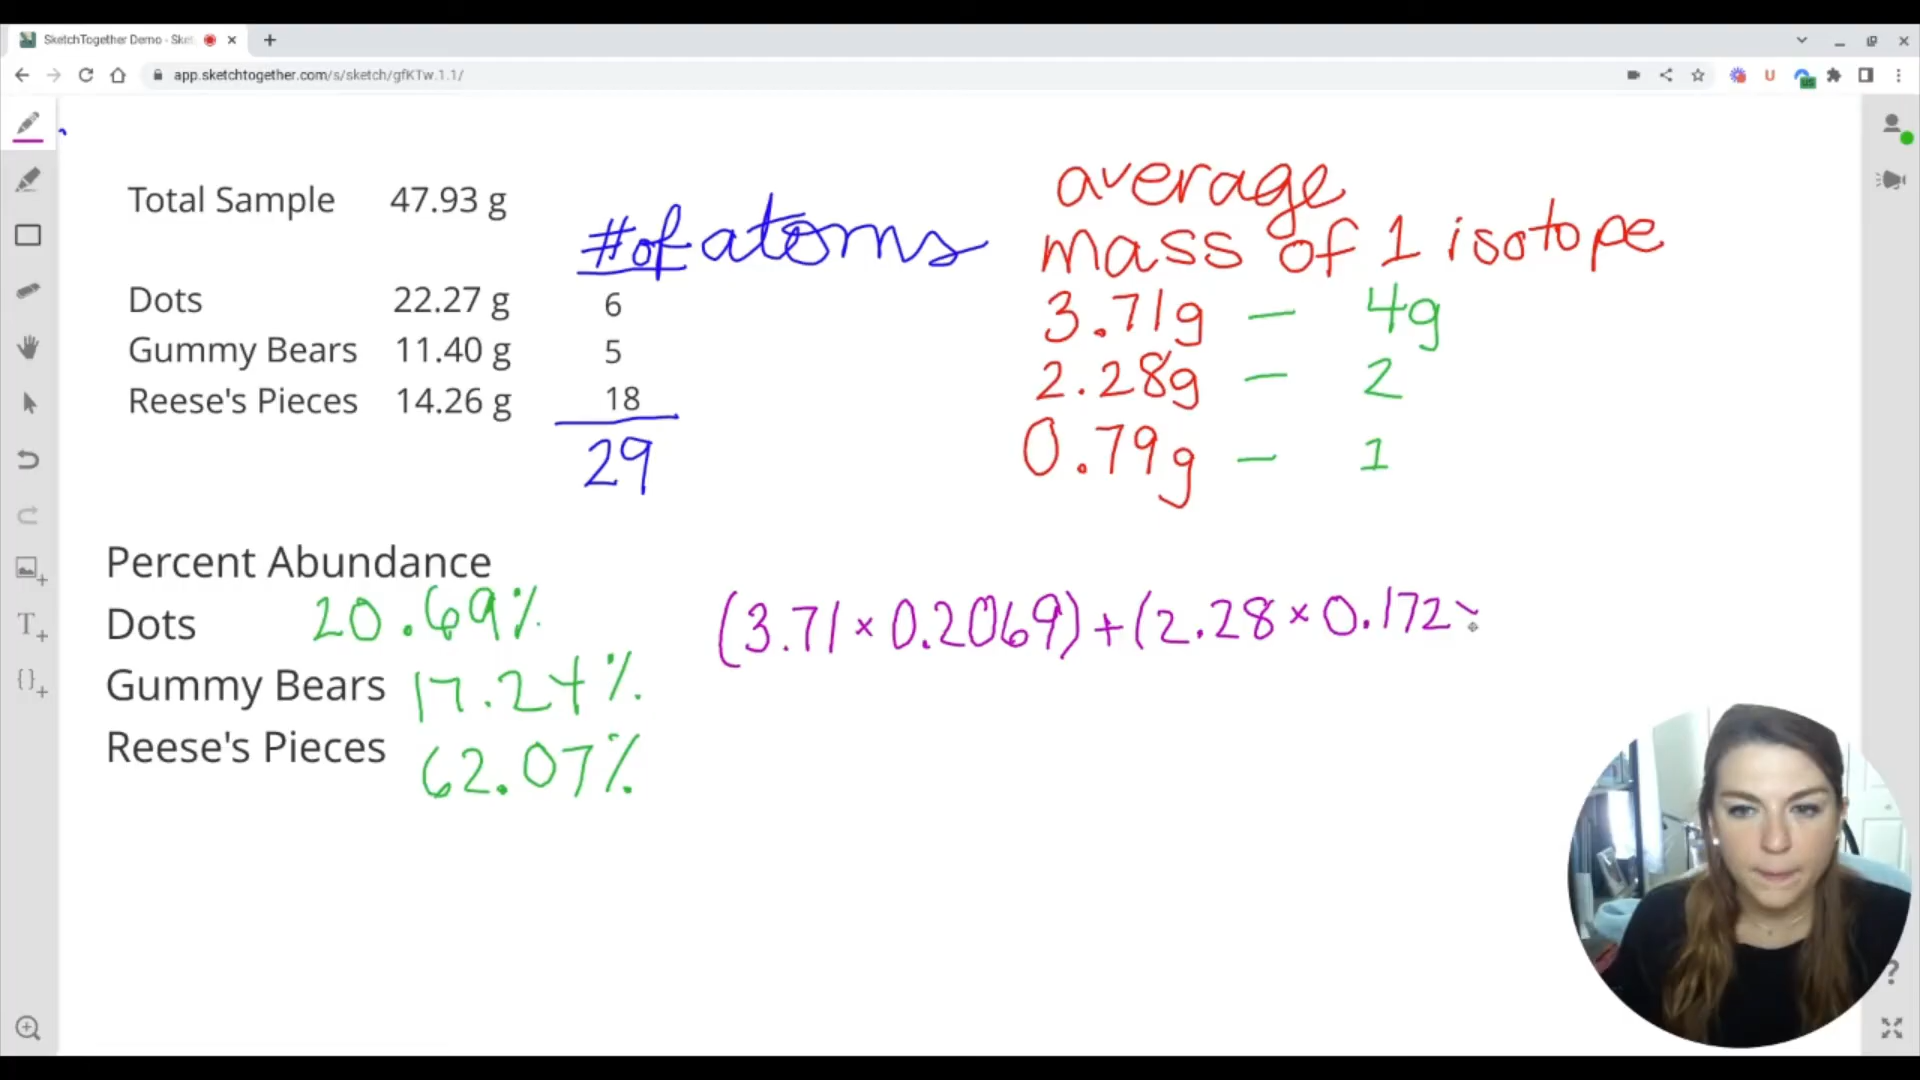 SketchTogether Demo - Sket
app.sketchtogether.com/s/sketch/gfKTw.1.1/
Total Sample 47.93 g
# of atoms
average
mass of 1 isotope
Dots 22.27 g 6 3.71g — 4g
Gummy Bears 11.40 g 5 2.28g — 2
Reese's Pieces 14.26 g 18 0.79g — 1
29
Percent Abundance
Dots 20.69% (3.71 × 0.2069) + (2.28 × 0.172
Gummy Bears 17.24%
Reese's Pieces 62.07%